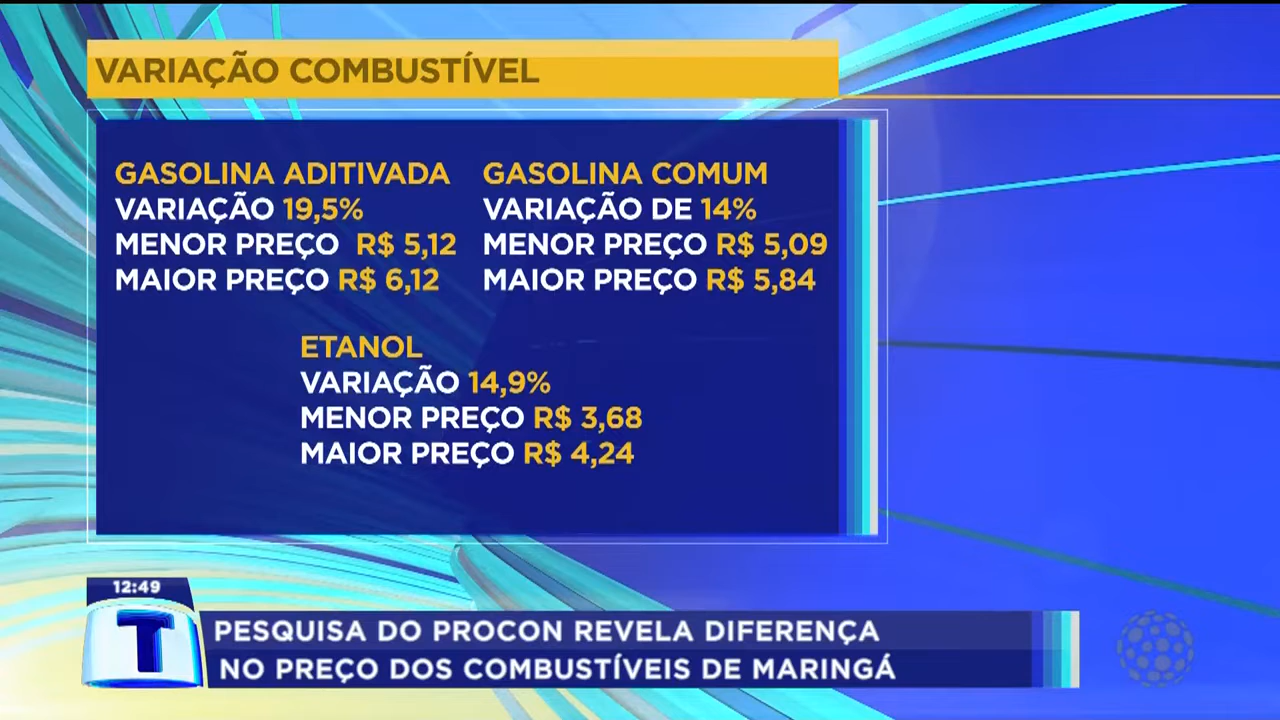 VARIAÇÃO COMBUSTÍVEL
GASOLINA ADITIVADA
VARIAÇÃO 19,5%
MENOR PREÇO R$ 5,12
MAIOR PREÇO R$ 6,12
GASOLINA COMUM
VARIAÇÃO DE 14%
MENOR PREÇO R$ 5,09
MAIOR PREÇO R$ 5,84
ETANOL
VARIAÇÃO 14,9%
MENOR PREÇO R$ 3,68
MAIOR PREÇO R$ 4,24
12:49
T
PESQUISA DO PROCON REVELA DIFERENÇA
NO PREÇO DOS COMBUSTÍVEIS DE MARINGÁ